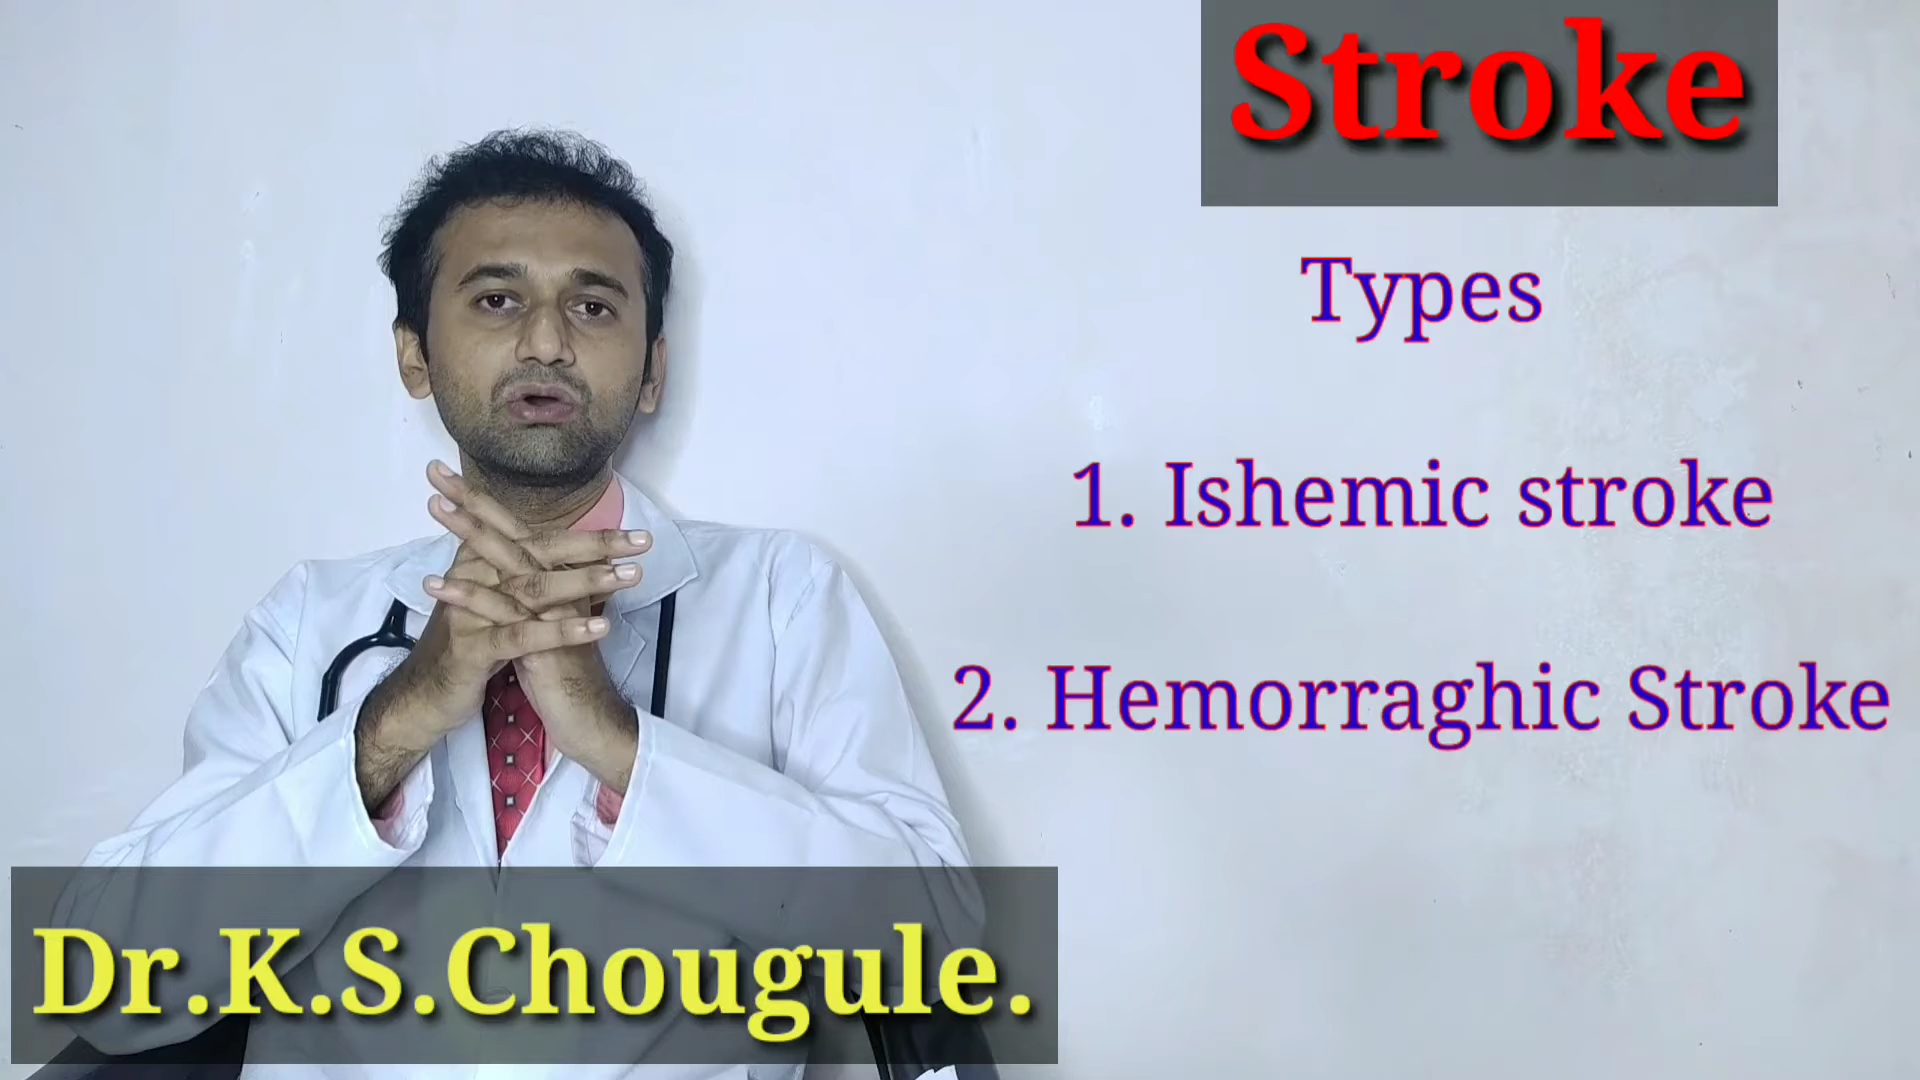 Stroke
Types
1. Ishemic stroke
2. Hemorraghic Stroke
Dr.K.S.Chougule.